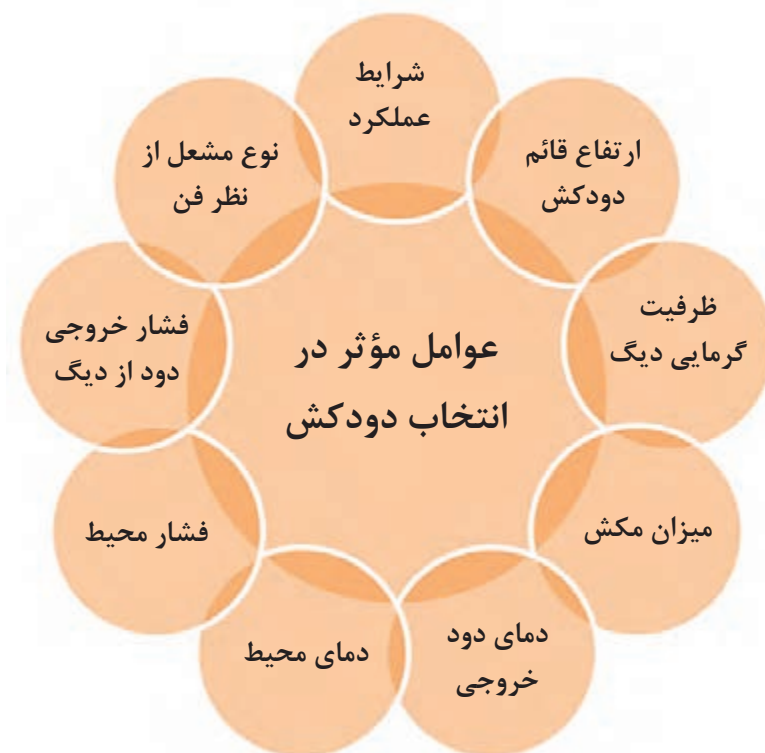 عوامل مؤثر در
انتخاب دودکش
شرایط
عملکرد
ارتفاع قائم
دودکش
ظرفیت
گرمایی دیگ
میزان مکش
دمای دود
خروجی
دمای محیط
فشار محیط
فشار خروجی
دود از دیگ
نوع مشعل از
نظر فن